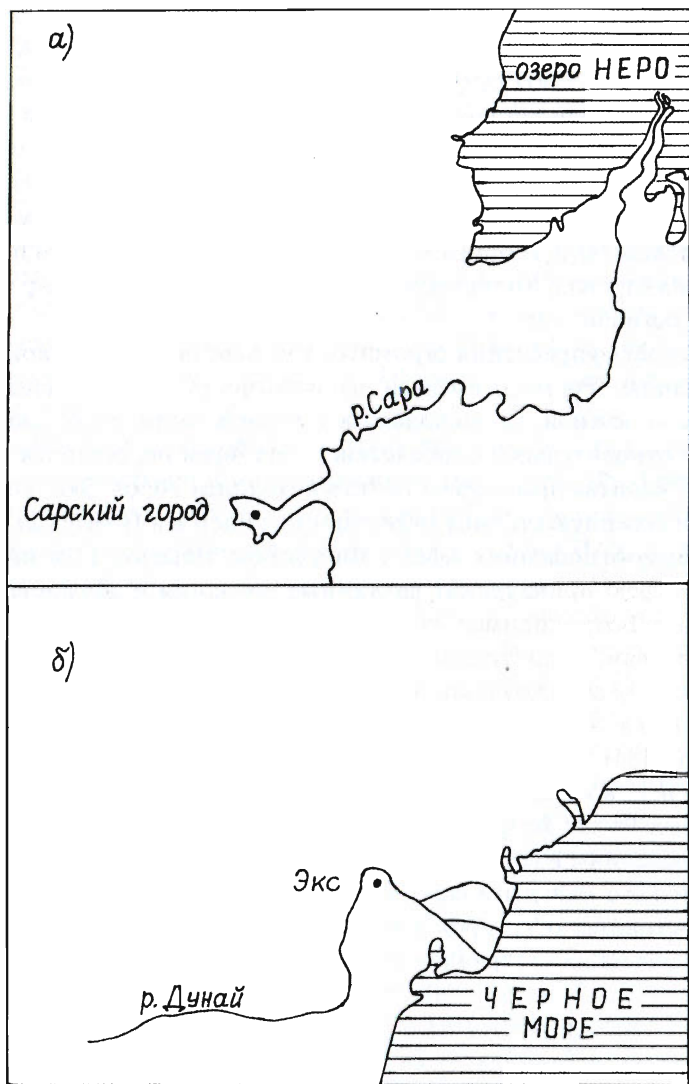 а)
озеро НЕРО
р. Сара
Сарский город
б)
Экс
р. Дунай
ЧЕРНОЕ
МОРЕ